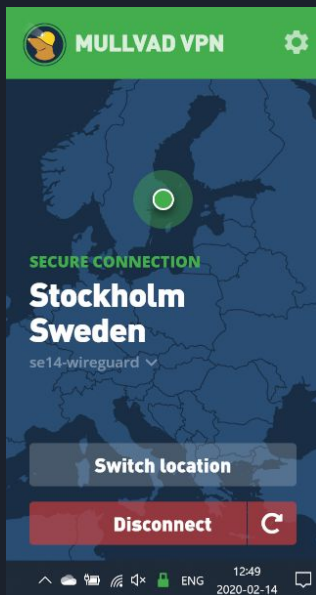 MULLVAD VPN
SECURE CONNECTION
Stockholm
Sweden
se14-wireguard
Switch location
Disconnect
ENG
12:49
2020-02-14